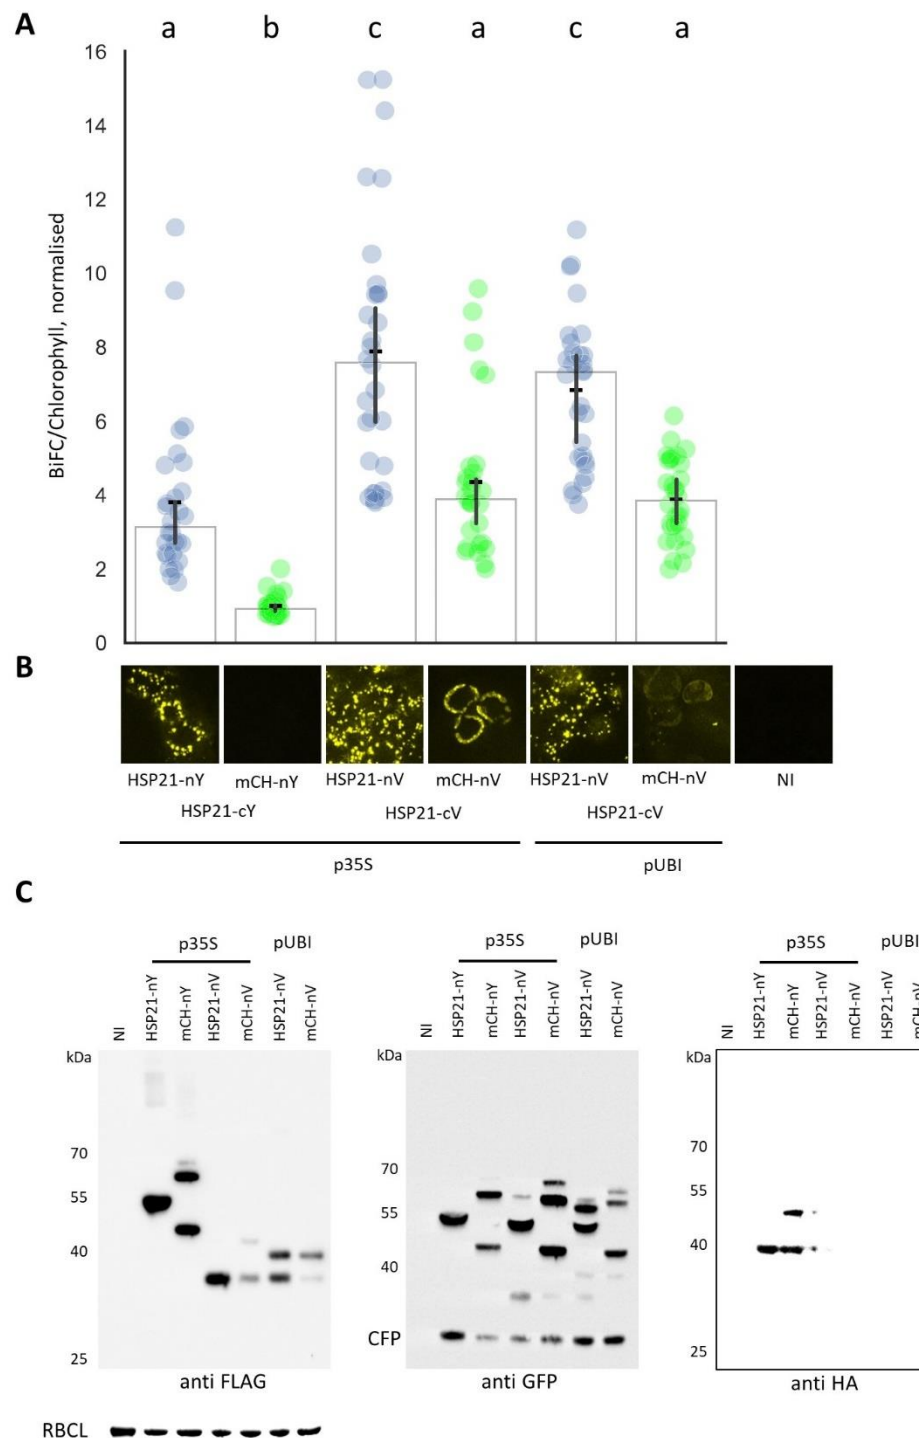 A
a b c a c a
16
14
12
10
8
6
4
2
0
BiFC/Chlorophyll, normalised
B
HSP21-nY mCH-nY HSP21-nV mCH-nV HSP21-nV mCH-nV NI
HSP21-cY HSP21-cV HSP21-cV
p35S pUBI
C
p35S pUBI
NI HSP21-nY mCH-nY HSP21-nV mCH-nV HSP21-nV mCH-nV
kDa
70
55
40
25
anti FLAG
RBCL
p35S pUBI
NI HSP21-nY mCH-nY HSP21-nV mCH-nV HSP21-nV mCH-nV
kDa
70
55
40
CFP
anti GFP
p35S pUBI
NI HSP21-nY mCH-nY HSP21-nV mCH-nV HSP21-nV mCH-nV
kDa
70
55
40
25
anti HA